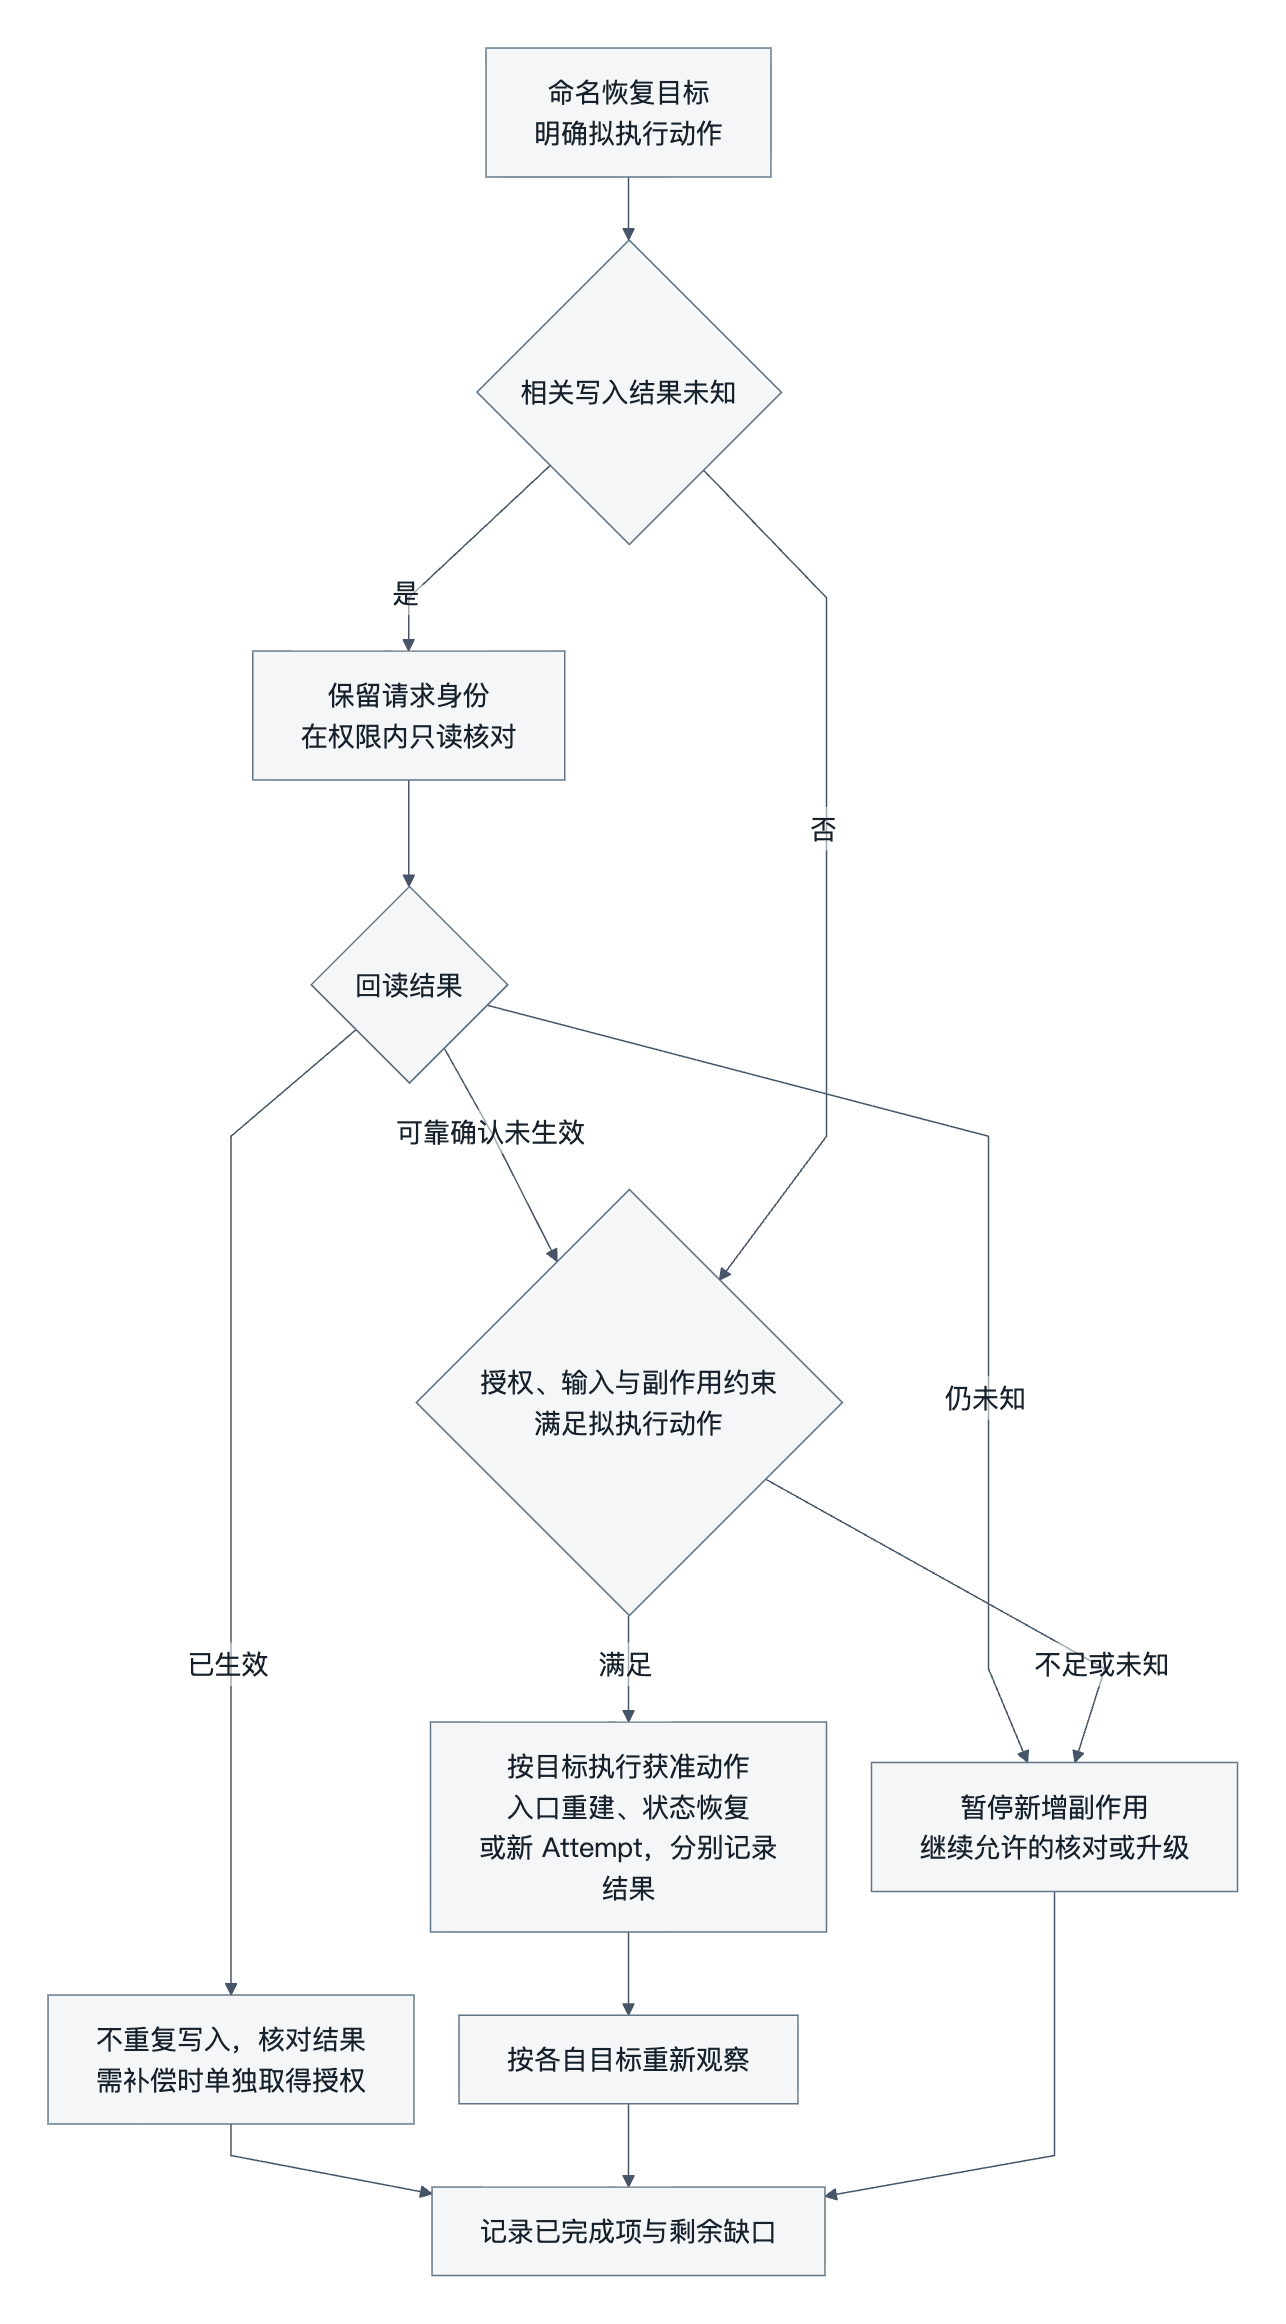 命名恢复目标
明确拟执行动作
相关写入结果未知
是
保留请求身份
在权限内只读核对
否
回读结果
可靠确认未生效
授权、输入与副作用约束
满足拟执行动作
仍未知
已生效
满足
不足或未知
按目标执行获准动作
入口重建、状态恢复
或新 Attempt，分别记录
结果
暂停新增副作用
继续允许的核对或升级
不重复写入，核对结果
需补偿时单独取得授权
按各自目标重新观察
记录已完成项与剩余缺口